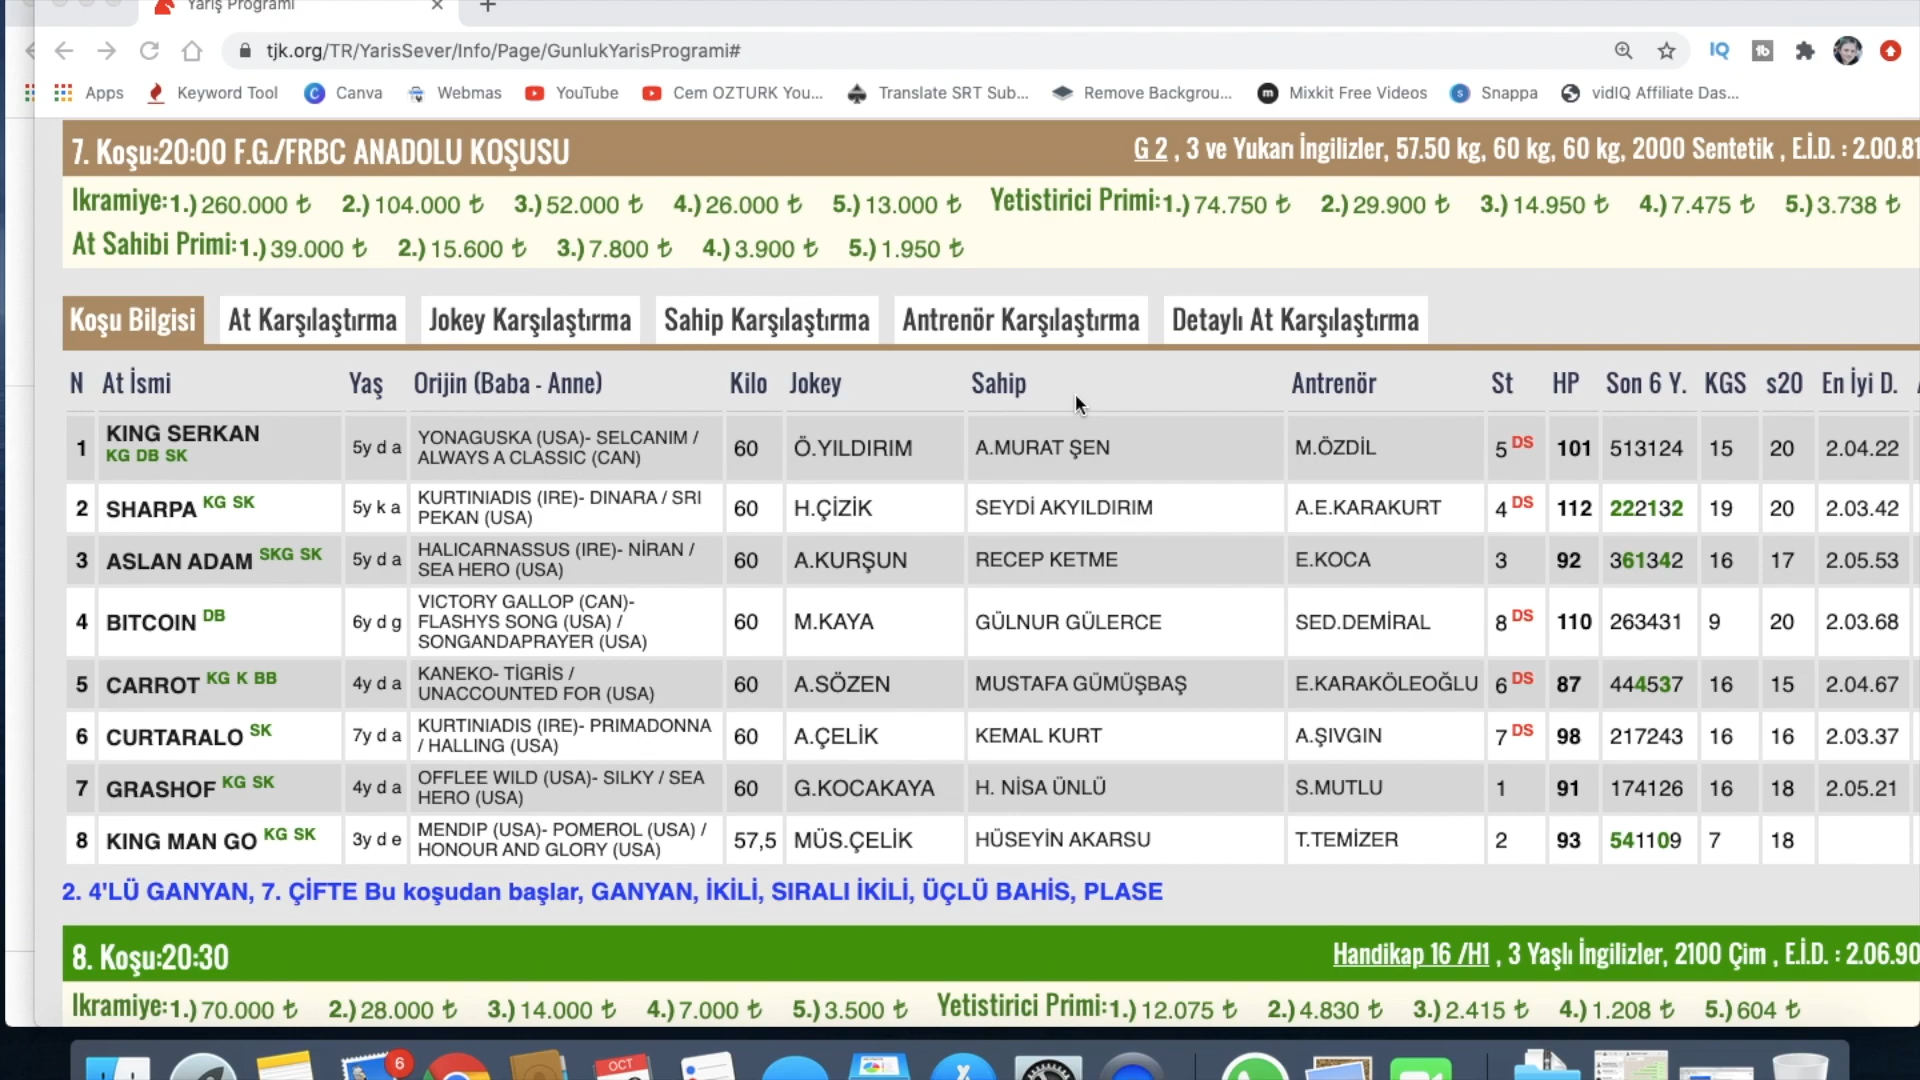 Yarış Programı
tjk.org/TR/YarisSever/Info/Page/GunlukYarisProgrami#
IQ
Apps Keyword Tool Canva Webmas YouTube Cem OZTURK You... Translate SRT Sub... Remove Backgrou... Mixkit Free Videos Snappa vidIQ Affiliate Das...
7. Koşu:20:00 F.G./FRBC ANADOLU KOŞUSU
G 2 , 3 ve Yukarı İngilizler, 57.50 kg, 60 kg, 60 kg, 2000 Sentetik , E.İ.D. : 2.00.81
Ikramiye:1.) 260.000 ₺ 2.) 104.000 ₺ 3.) 52.000 ₺ 4.) 26.000 ₺ 5.) 13.000 ₺ Yetistirici Primi:1.) 74.750 ₺ 2.) 29.900 ₺ 3.) 14.950 ₺ 4.) 7.475 ₺ 5.) 3.738 ₺
At Sahibi Primi:1.) 39.000 ₺ 2.) 15.600 ₺ 3.) 7.800 ₺ 4.) 3.900 ₺ 5.) 1.950 ₺
Koşu Bilgisi At Karşılaştırma Jokey Karşılaştırma Sahip Karşılaştırma Antrenör Karşılaştırma Detaylı At Karşılaştırma
N At İsmi Yaş Orijin (Baba - Anne) Kilo Jokey Sahip Antrenör St HP Son 6 Y. KGS s20 En İyi D.
1 KING SERKAN KG DB SK 5y d a YONAGUSKA (USA)- SELCANIM / ALWAYS A CLASSIC (CAN) 60 Ö.YILDIRIM A.MURAT ŞEN M.ÖZDİL 5 DS 101 513124 15 20 2.04.22
2 SHARPA KG SK 5y k a KURTINIADIS (IRE)- DINARA / SRI PEKAN (USA) 60 H.ÇİZİK SEYDİ AKYILDIRIM A.E.KARAKURT 4 DS 112 222132 19 20 2.03.42
3 ASLAN ADAM SKG SK 5y d a HALICARNASSUS (IRE)- NİRAN / SEA HERO (USA) 60 A.KURŞUN RECEP KETME E.KOCA 3 92 361342 16 17 2.05.53
4 BITCOIN DB 6y d g VICTORY GALLOP (CAN)- FLASHYS SONG (USA) / SONGANDAPRAYER (USA) 60 M.KAYA GÜLNUR GÜLERCE SED.DEMİRAL 8 DS 110 263431 9 20 2.03.68
5 CARROT KG K BB 4y d a KANEKO- TİGRİS / UNACCOUNTED FOR (USA) 60 A.SÖZEN MUSTAFA GÜMÜŞBAŞ E.KARAKÖLEOĞLU 6 DS 87 444537 16 15 2.04.67
6 CURTARALO SK 7y d a KURTINIADIS (IRE)- PRIMADONNA / HALLING (USA) 60 A.ÇELİK KEMAL KURT A.ŞIVGIN 7 DS 98 217243 16 16 2.03.37
7 GRASHOF KG SK 4y d a OFFLEE WILD (USA)- SILKY / SEA HERO (USA) 60 G.KOCAKAYA H. NİSA ÜNLÜ S.MUTLU 1 91 174126 16 18 2.05.21
8 KING MAN GO KG SK 3y d e MENDIP (USA)- POMEROL (USA) / HONOUR AND GLORY (USA) 57,5 MÜS.ÇELİK HÜSEYİN AKARSU T.TEMİZER 2 93 541109 7 18
2. 4'LÜ GANYAN, 7. ÇİFTE Bu koşudan başlar, GANYAN, İKİLİ, SIRALI İKİLİ, ÜÇLÜ BAHİS, PLASE
8. Koşu:20:30
Handikap 16 /H1 , 3 Yaşlı İngilizler, 2100 Çim , E.İ.D. : 2.06.90
Ikramiye:1.) 70.000 ₺ 2.) 28.000 ₺ 3.) 14.000 ₺ 4.) 7.000 ₺ 5.) 3.500 ₺ Yetistirici Primi:1.) 12.075 ₺ 2.) 4.830 ₺ 3.) 2.415 ₺ 4.) 1.208 ₺ 5.) 604 ₺
6
OCT